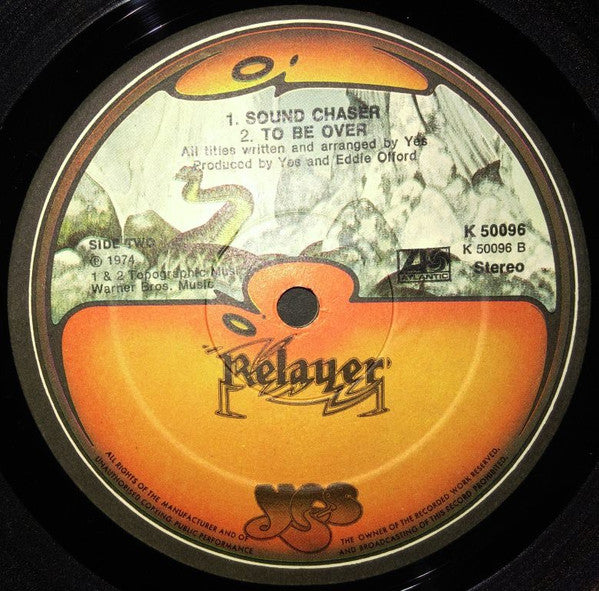 1. SOUND CHASER
2. TO BE OVER
All titles written and arranged by Yes
Produced by Yes and Eddie Offord
SIDE TWO
℗ 1974
1 & 2 Topographic Music/
Warner Bros. Music
K 50096
K 50096 B
ATLANTIC
Stereo
Relayer
YES
ALL RIGHTS OF THE MANUFACTURER AND OF THE OWNER OF THE RECORDED WORK RESERVED.
UNAUTHORISED COPYING, PUBLIC PERFORMANCE AND BROADCASTING OF THIS RECORD PROHIBITED.